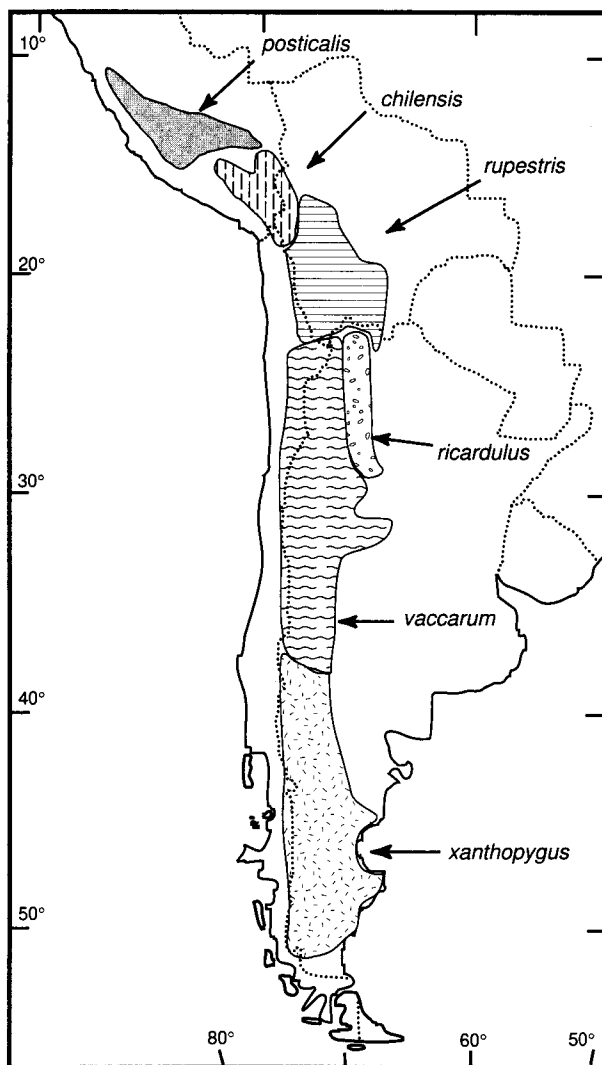 posticalis
10°
chilensis
rupestris
20°
ricardulus
30°
vaccarum
40°
xanthopygus
50°
80°
60°
50°